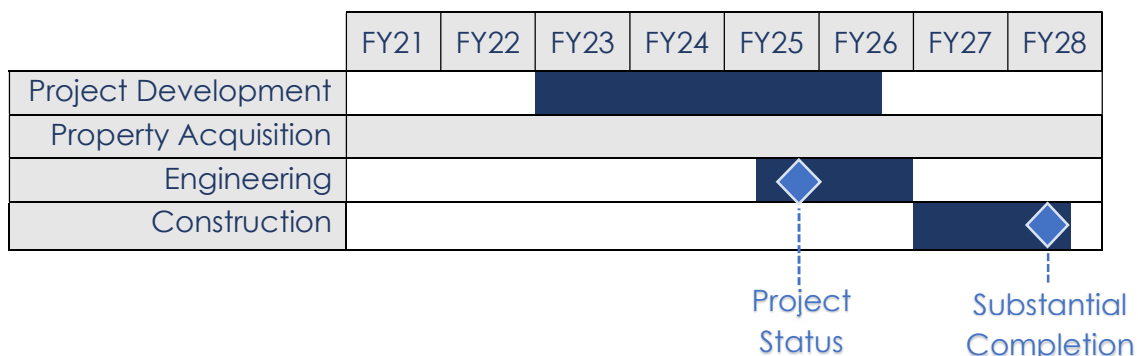 FY21 FY22 FY23 FY24 FY25 FY26 FY27 FY28
Project Development
Property Acquisition
Engineering
Construction
Project
Status
Substantial
Completion